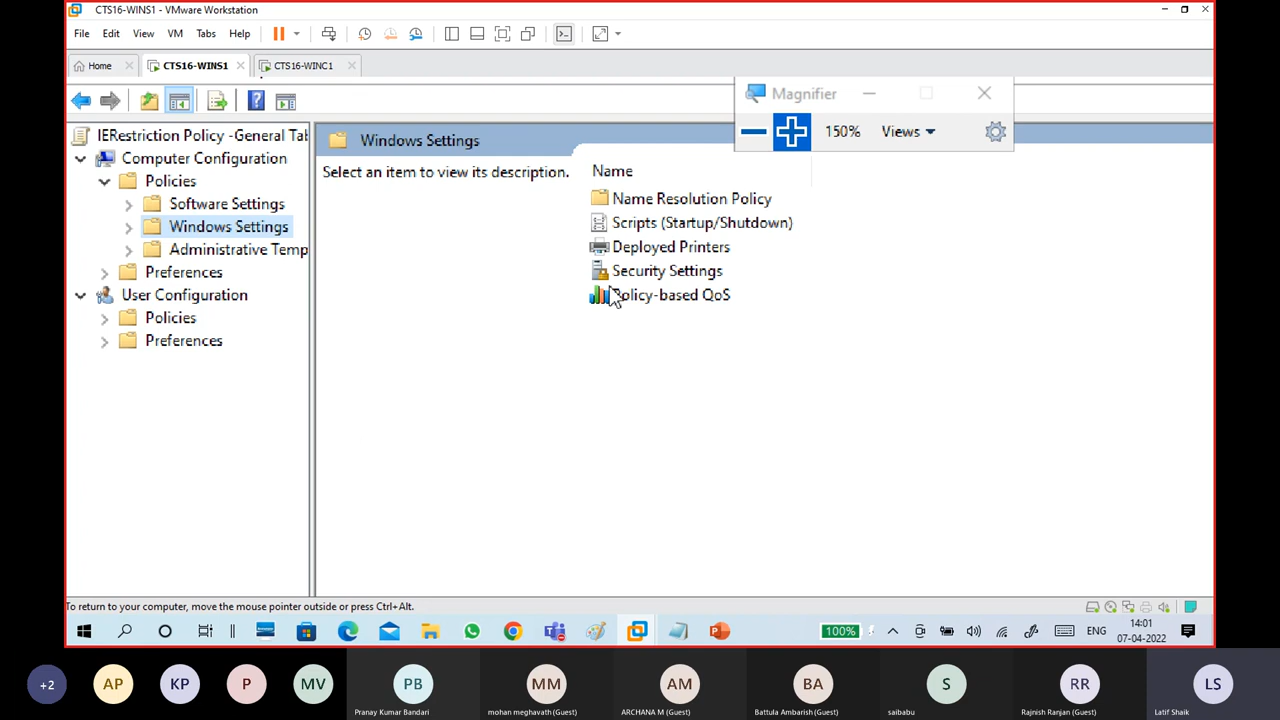 CTS16-WINS1 - VMware Workstation
File Edit View VM Tabs Help
Home CTS16-WINS1 CTS16-WINC1
Magnifier
150% Views
IERestriction Policy -General Tab
Computer Configuration
Policies
Software Settings
Windows Settings
Administrative Temp
Preferences
User Configuration
Policies
Preferences
Windows Settings
Select an item to view its description.
Name
Name Resolution Policy
Scripts (Startup/Shutdown)
Deployed Printers
Security Settings
Policy-based QoS
To return to your computer, move the mouse pointer outside or press Ctrl+Alt.
100% ENG 14:01
07-04-2022
+2 AP KP P MV PB MM AM BA S RR LS
Pranay Kumar Bandari mohan meghavath (Guest) ARCHANA M (Guest) Battula Ambarish (Guest) saibabu Rajnish Ranjan (Guest) Latif Shaik